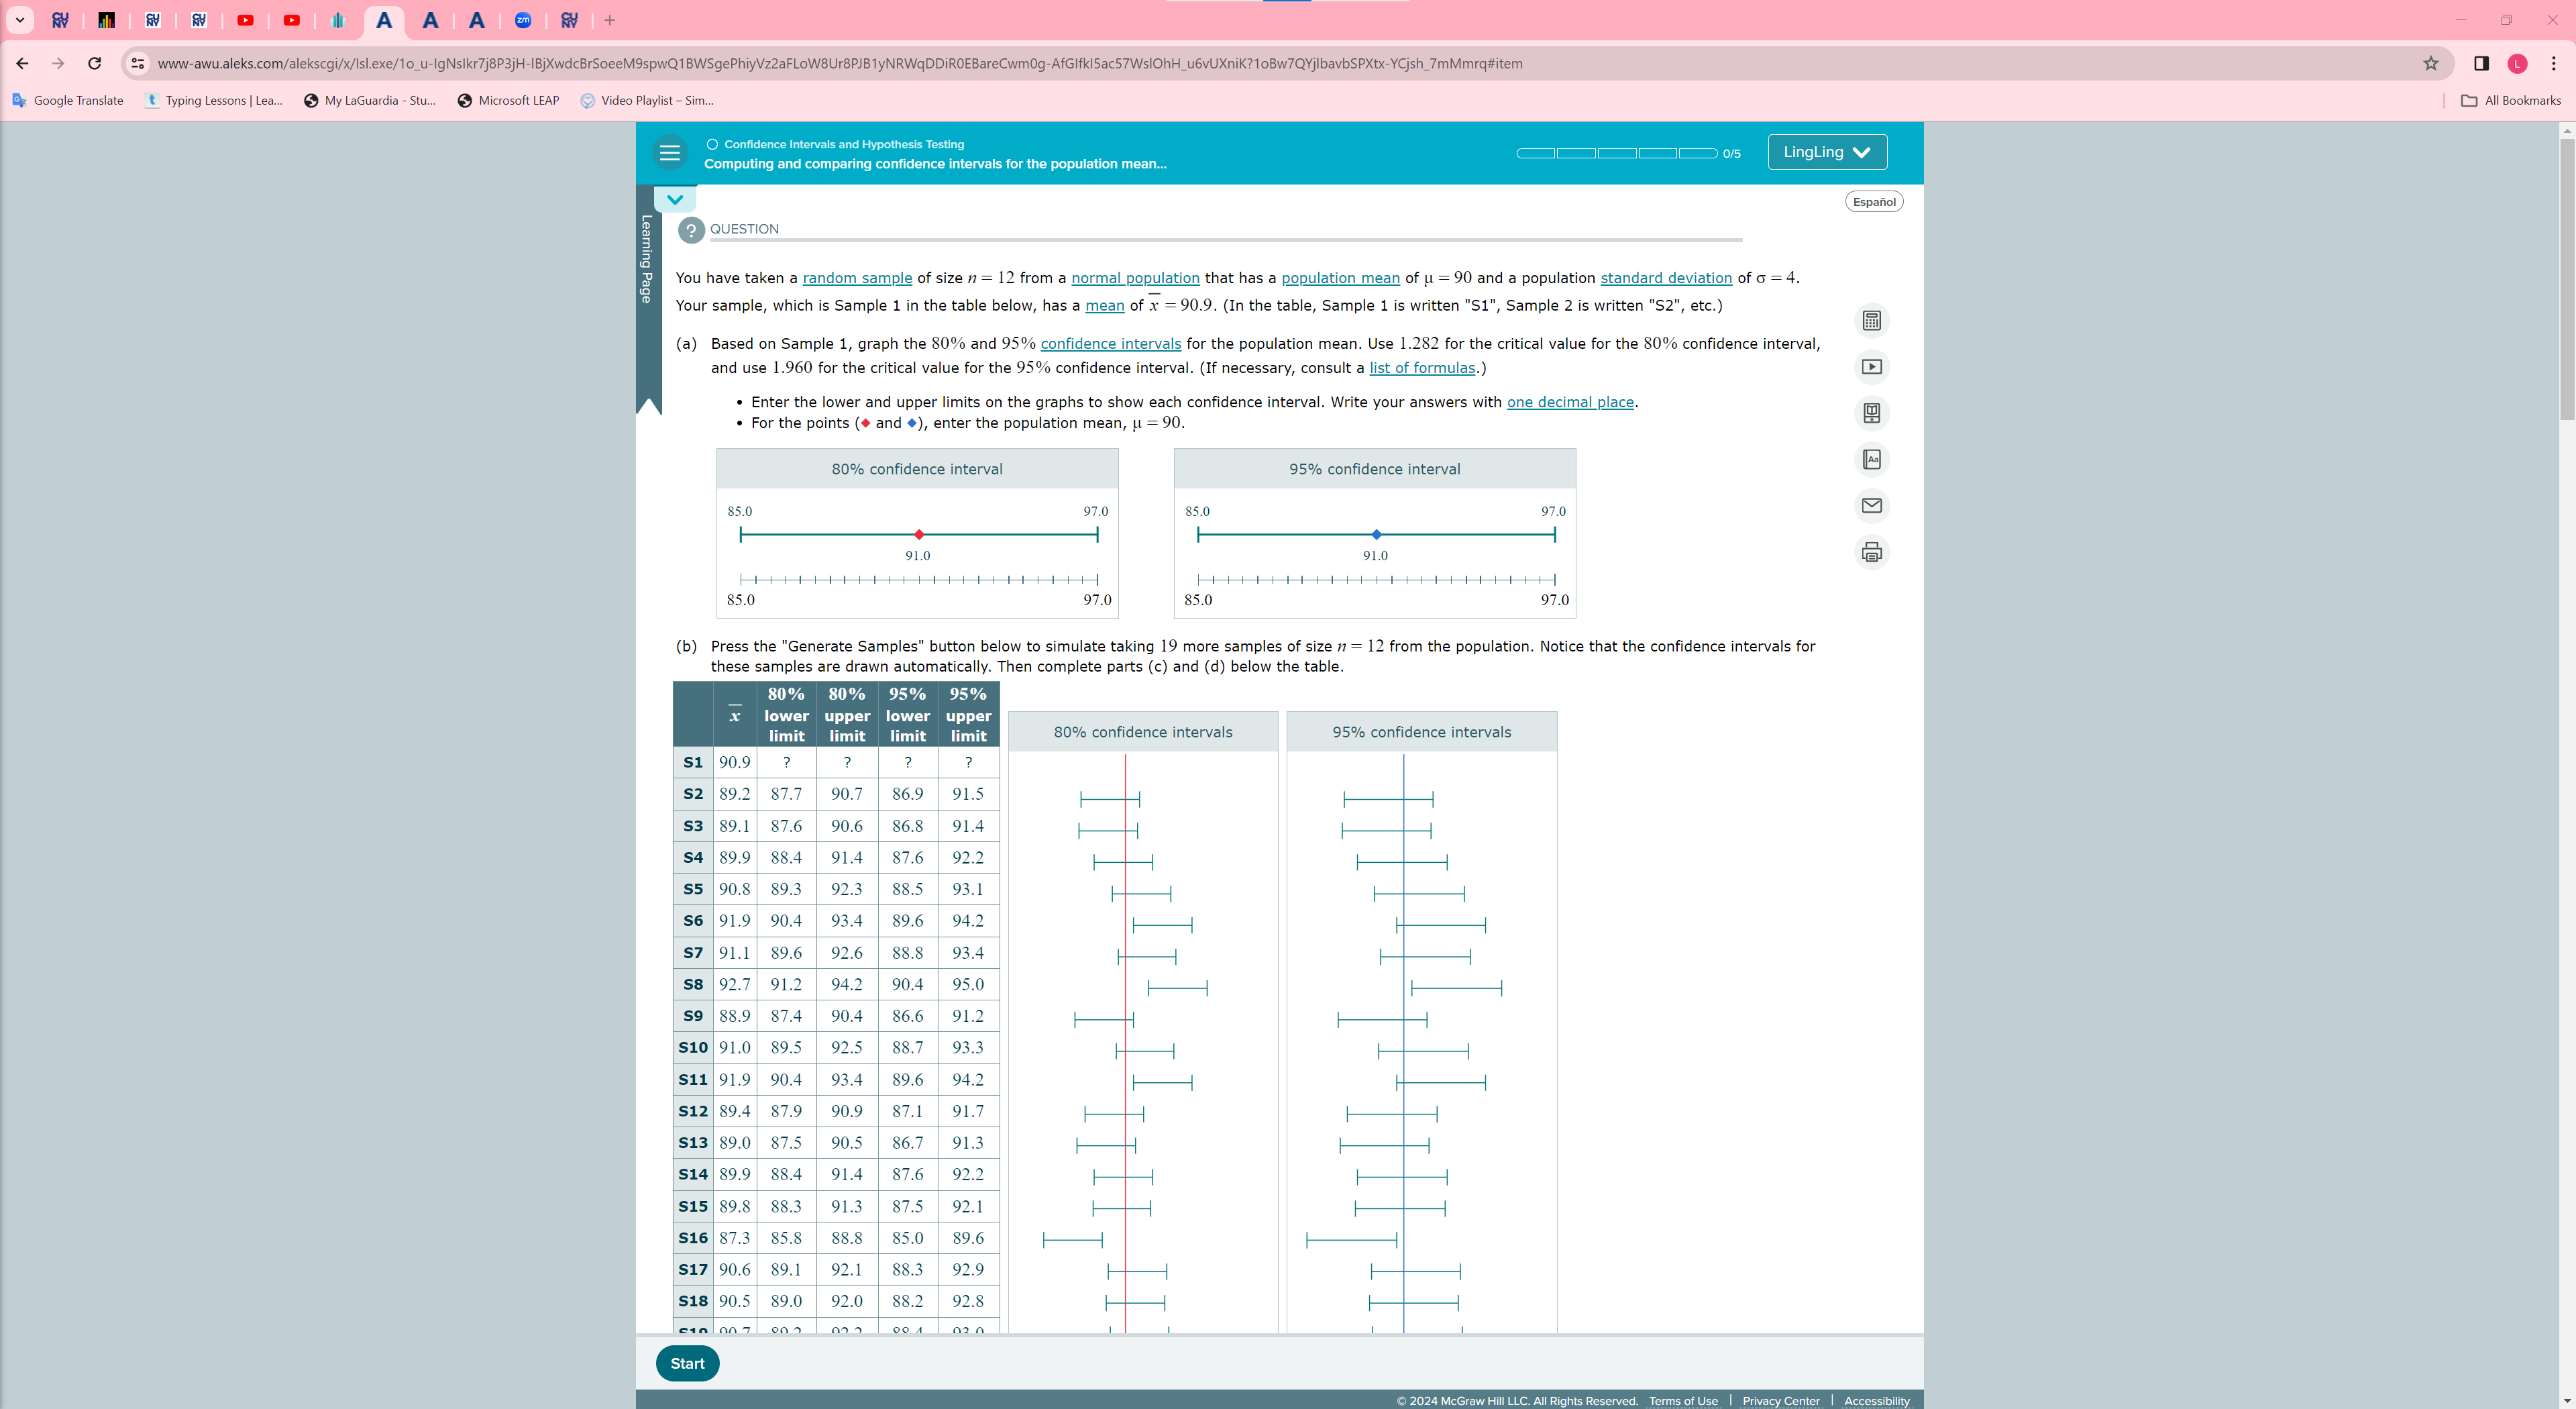 www-awu.aleks.com/alekscgi/x/Isl.exe/1o_u-IgNsIkr7j8P3jH-lBjXwdcBrSoeeM9spwQ1BWSgePhiyVz2aFLoW8Ur8PJB1yNRWqDDiR0EBareCwm0g-AfGIfkI5ac57WslOhH_u6vUXniK?1oBw7QYjlbavbSPXtx-YCjsh_7mMmrq#item
Google Translate
Typing Lessons | Lea...
My LaGuardia - Stu...
Microsoft LEAP
Video Playlist – Sim...
All Bookmarks
Confidence Intervals and Hypothesis Testing
Computing and comparing confidence intervals for the population mean...
0/5
LingLing
Español
Learning Page
QUESTION
You have taken a random sample of size n = 12 from a normal population that has a population mean of μ = 90 and a population standard deviation of σ = 4.
Your sample, which is Sample 1 in the table below, has a mean of x̄ = 90.9. (In the table, Sample 1 is written "S1", Sample 2 is written "S2", etc.)
(a) Based on Sample 1, graph the 80% and 95% confidence intervals for the population mean. Use 1.282 for the critical value for the 80% confidence interval,
and use 1.960 for the critical value for the 95% confidence interval. (If necessary, consult a list of formulas.)
• Enter the lower and upper limits on the graphs to show each confidence interval. Write your answers with one decimal place.
• For the points (◆ and ◆), enter the population mean, μ = 90.
80% confidence interval
85.0 97.0
91.0
85.0 97.0
95% confidence interval
85.0 97.0
91.0
85.0 97.0
(b) Press the "Generate Samples" button below to simulate taking 19 more samples of size n = 12 from the population. Notice that the confidence intervals for
these samples are drawn automatically. Then complete parts (c) and (d) below the table.
x̄ 80% lower limit 80% upper limit 95% lower limit 95% upper limit
S1 90.9 ? ? ? ?
S2 89.2 87.7 90.7 86.9 91.5
S3 89.1 87.6 90.6 86.8 91.4
S4 89.9 88.4 91.4 87.6 92.2
S5 90.8 89.3 92.3 88.5 93.1
S6 91.9 90.4 93.4 89.6 94.2
S7 91.1 89.6 92.6 88.8 93.4
S8 92.7 91.2 94.2 90.4 95.0
S9 88.9 87.4 90.4 86.6 91.2
S10 91.0 89.5 92.5 88.7 93.3
S11 91.9 90.4 93.4 89.6 94.2
S12 89.4 87.9 90.9 87.1 91.7
S13 89.0 87.5 90.5 86.7 91.3
S14 89.9 88.4 91.4 87.6 92.2
S15 89.8 88.3 91.3 87.5 92.1
S16 87.3 85.8 88.8 85.0 89.6
S17 90.6 89.1 92.1 88.3 92.9
S18 90.5 89.0 92.0 88.2 92.8
S19 90.7 89.2 92.2 88.4 93.0
80% confidence intervals
95% confidence intervals
Start
© 2024 McGraw Hill LLC. All Rights Reserved. Terms of Use | Privacy Center | Accessibility